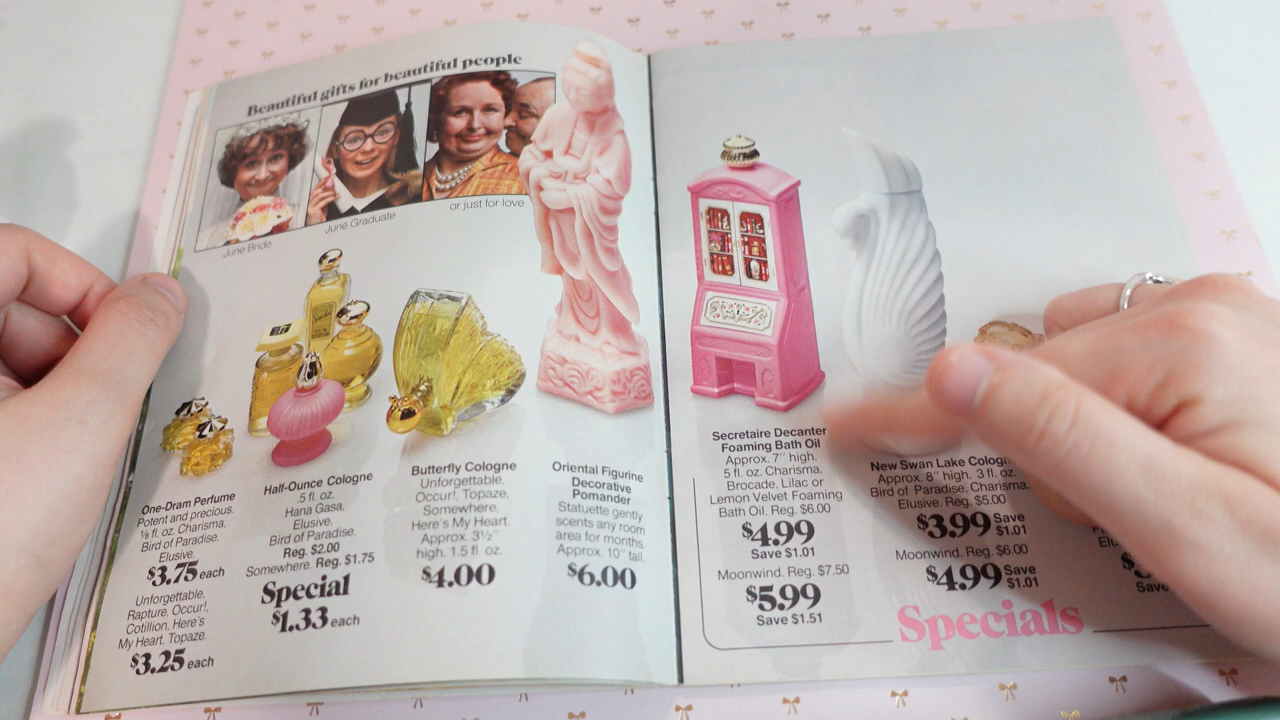 Beautiful gifts for beautiful people
June Bride
June Graduate
or just for love
One-Dram Perfume
Potent and precious.
⅛ fl. oz. Charisma,
Bird of Paradise,
Elusive.
$3.75 each
Unforgettable,
Rapture, Occur!,
Cotillion, Here's
My Heart, Topaze.
$3.25 each
Half-Ounce Cologne
.5 fl. oz.
Hana Gasa,
Elusive.
Bird of Paradise.
Reg. $2.00
Somewhere. Reg. $1.75
Special
$1.33 each
Butterfly Cologne
Unforgettable,
Occur!, Topaze,
Somewhere,
Here's My Heart.
Approx. 3½"
high. 1.5 fl. oz.
$4.00
Oriental Figurine
Decorative
Pomander
Statuette gently
scents any room
area for months.
Approx. 10" tall.
$6.00
Secretaire Decanter
Foaming Bath Oil
Approx. 7" high.
5 fl. oz. Charisma,
Brocade, Lilac or
Lemon Velvet Foaming
Bath Oil. Reg. $6.00
$4.99
Save $1.01
Moonwind. Reg. $7.50
$5.99
Save $1.51
New Swan Lake Cologne
Approx. 8" high. 3 fl. oz.
Bird of Paradise, Charisma,
Elusive. Reg. $5.00
$3.99 Save $1.01
Moonwind. Reg. $6.00
$4.99 Save $1.01
Save
Specials